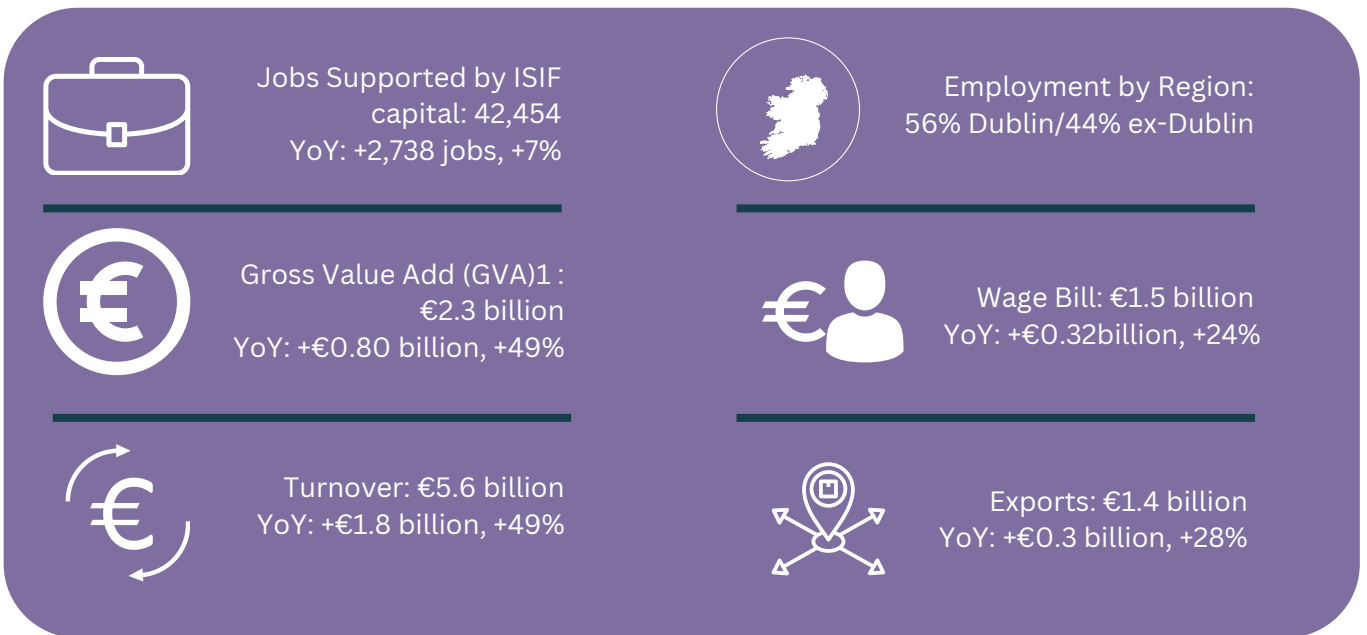 Jobs Supported by ISIF
capital: 42,454
YoY: +2,738 jobs, +7%
Employment by Region:
56% Dublin/44% ex-Dublin
Gross Value Add (GVA)1 :
€2.3 billion
YoY: +€0.80 billion, +49%
Wage Bill: €1.5 billion
YoY: +€0.32billion, +24%
Turnover: €5.6 billion
YoY: +€1.8 billion, +49%
Exports: €1.4 billion
YoY: +€0.3 billion, +28%